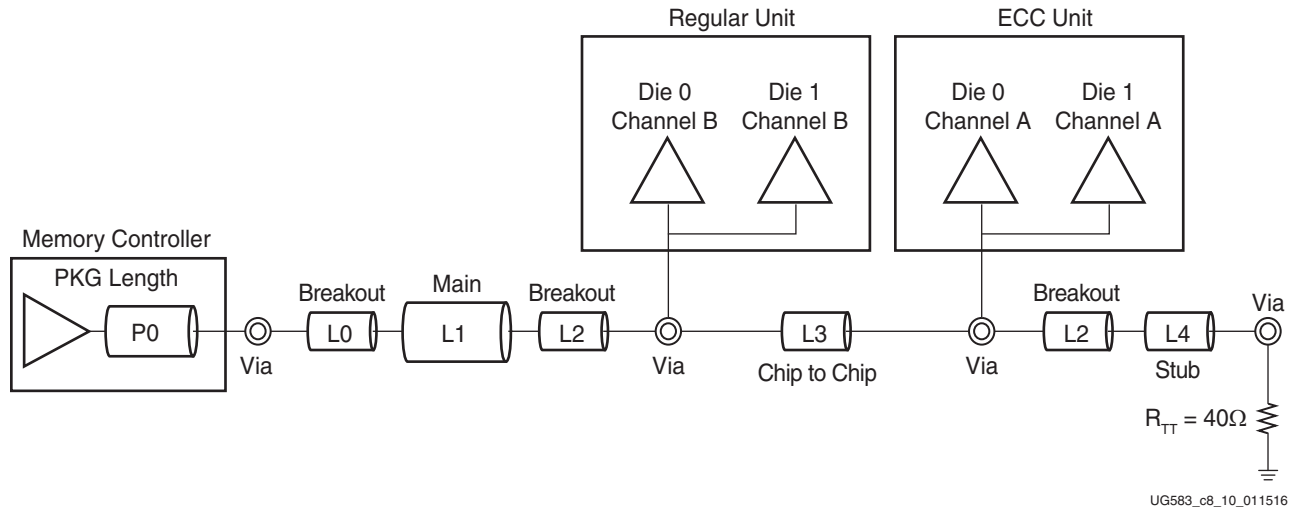 Regular Unit
ECC Unit
Die 0
Channel B
Die 1
Channel B
Die 0
Channel A
Die 1
Channel A
Memory Controller
PKG Length
P0
Via
Breakout
L0
Main
L1
Breakout
L2
Via
L3
Chip to Chip
Via
Breakout
L2
L4
Stub
Via
RTT = 40Ω
UG583_c8_10_011516